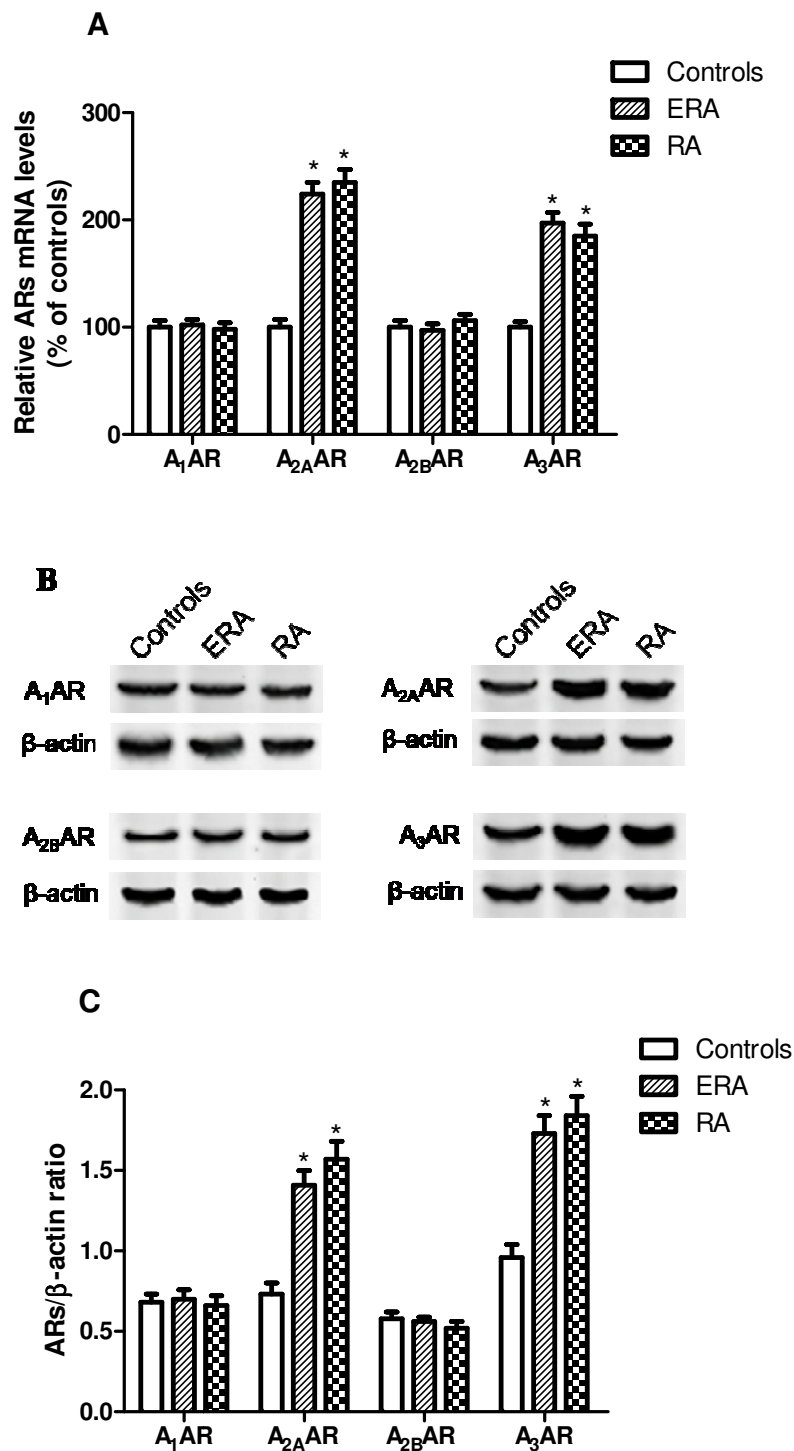 A
Controls
ERA
RA
Relative ARs mRNA levels
(% of controls)
300
200
100
0
* * * *
A1AR A2AAR A2BAR A3AR
B
Controls ERA RA
Controls ERA RA
A1AR
β-actin
A2AAR
β-actin
A2BAR
β-actin
A3AR
β-actin
C
Controls
ERA
RA
ARs/β-actin ratio
2.0
1.5
1.0
0.5
0.0
* * * *
A1AR A2AAR A2BAR A3AR